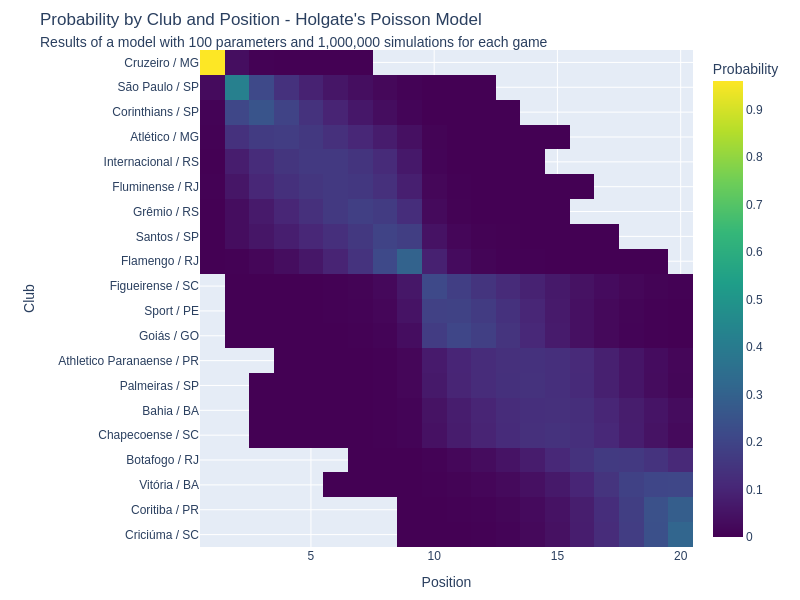 Probability by Club and Position - Holgate's Poisson Model
Results of a model with 100 parameters and 1,000,000 simulations for each game
Probability
Cruzeiro / MG
São Paulo / SP
Corinthians / SP
Atlético / MG
Internacional / RS
Fluminense / RJ
Grêmio / RS
Santos / SP
Flamengo / RJ
Figueirense / SC
Sport / PE
Goiás / GO
Athletico Paranaense / PR
Palmeiras / SP
Bahia / BA
Chapecoense / SC
Botafogo / RJ
Vitória / BA
Coritiba / PR
Criciúma / SC
Club
5
10
15
20
Position
0.9
0.8
0.7
0.6
0.5
0.4
0.3
0.2
0.1
0